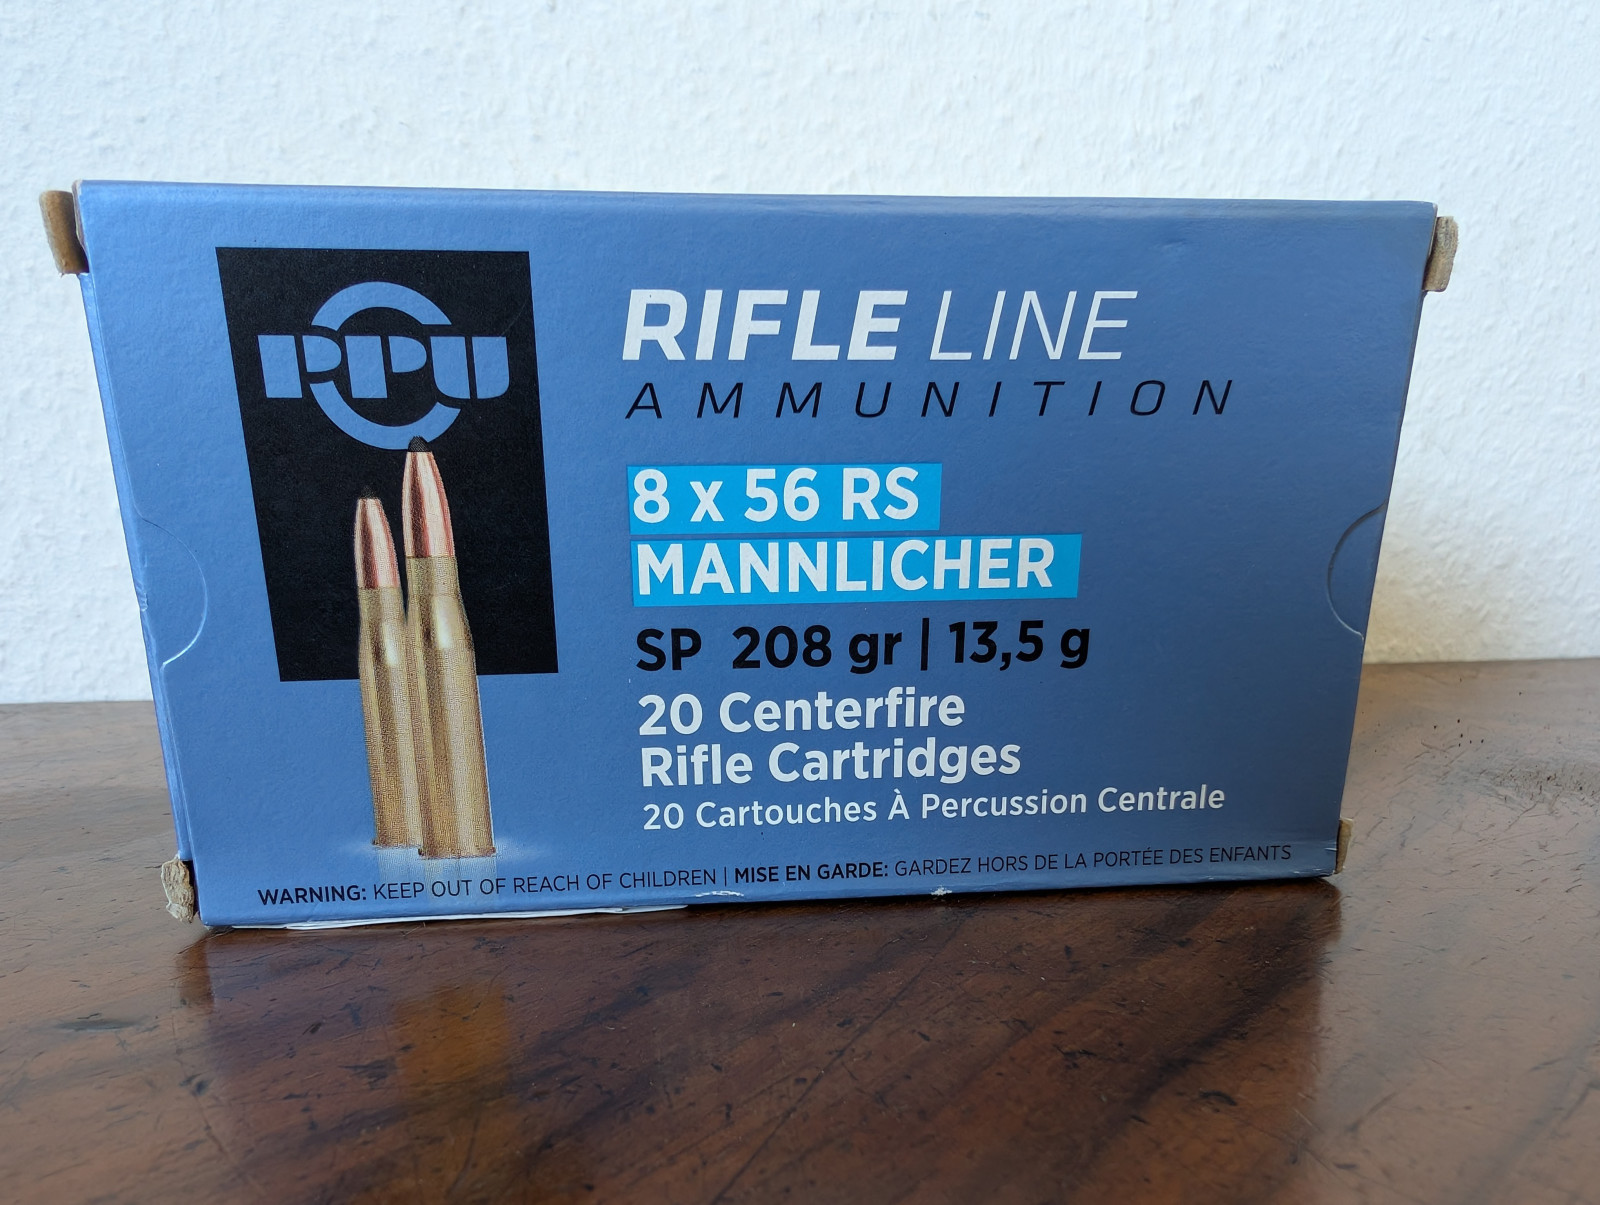 PPU
RIFLE LINE
AMMUNITION
8 x 56 RS
MANNLICHER
SP 208 gr | 13,5 g
20 Centerfire
Rifle Cartridges
20 Cartouches À Percussion Centrale
WARNING: KEEP OUT OF REACH OF CHILDREN | MISE EN GARDE: GARDEZ HORS DE LA PORTÉE DES ENFANTS